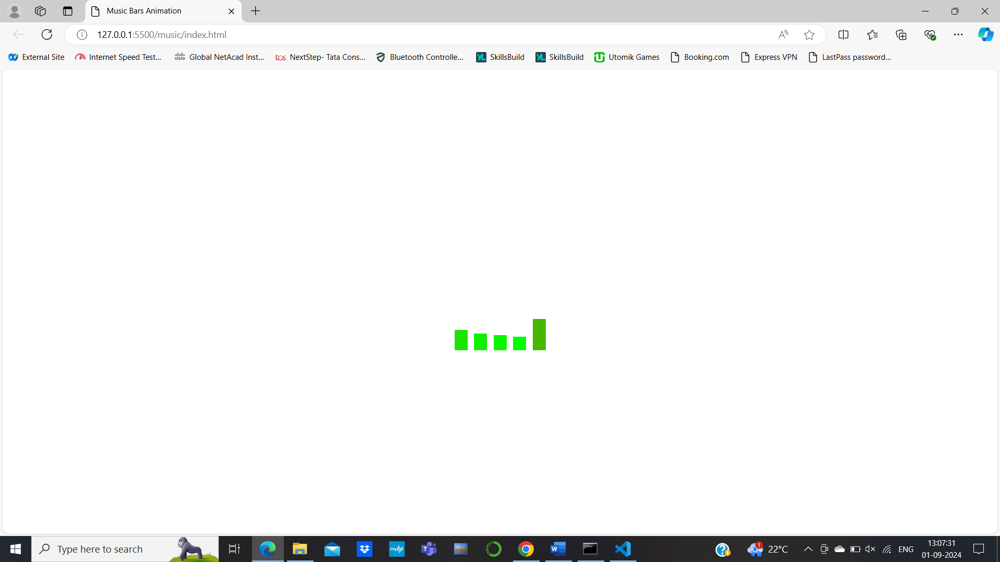 Music Bars Animation
127.0.0.1:5500/music/index.html
External Site Internet Speed Test... Global NetAcad Inst... NextStep- Tata Cons... Bluetooth Controlle... SkillsBuild SkillsBuild Utomik Games Booking.com Express VPN LastPass password...
Type here to search
22°C
ENG
13:07:31
01-09-2024